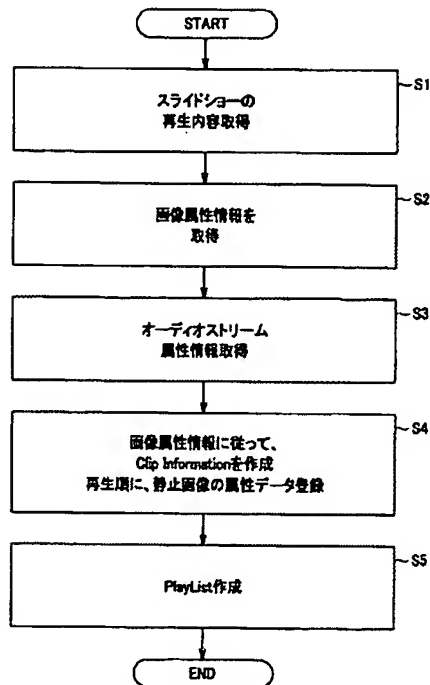 START
S1
スライドショーの
再生内容取得
S2
画像属性情報を
取得
S3
オーディオストリーム
属性情報取得
S4
画像属性情報に従って、
Clip Informationを作成
再生順に、静止画像の属性データ登録
S5
PlayList作成
END